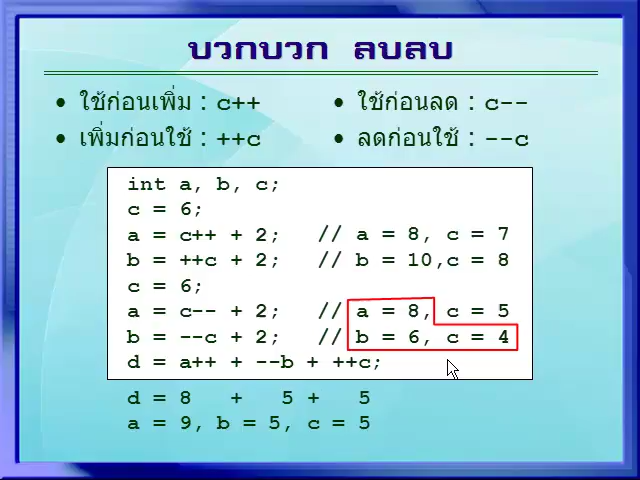 บวกบวก ลบลบ
• ใช้ก่อนเพิ่ม : c++
• เพิ่มก่อนใช้ : ++c
• ใช้ก่อนลด : c--
• ลดก่อนใช้ : --c
int a, b, c;
c = 6;
a = c++ + 2; // a = 8, c = 7
b = ++c + 2; // b = 10,c = 8
c = 6;
a = c-- + 2; // a = 8, c = 5
b = --c + 2; // b = 6, c = 4
d = a++ + --b + ++c;
d = 8 + 5 + 5
a = 9, b = 5, c = 5